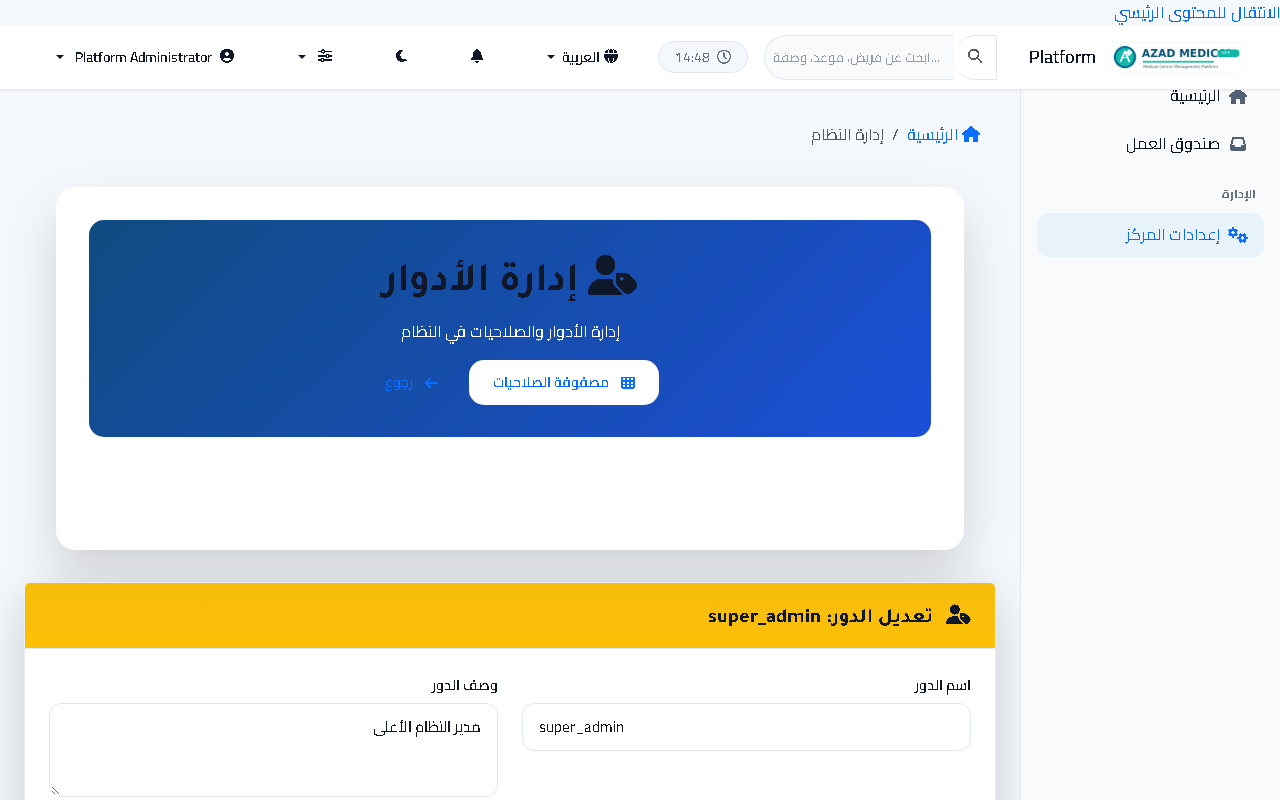 الانتقال للمحتوى الرئيسي
AZAD MEDIC
Medical Centre Management Platform
Platform
ابحث عن مريض، موعد، وصفة...
14:48
العربية
Platform Administrator
الرئيسية
صندوق العمل
الإدارة
إعدادات المركز
الرئيسية / إدارة النظام
إدارة الأدوار
إدارة الأدوار والصلاحيات في النظام
مصفوفة الصلاحيات
رجوع
تعديل الدور: super_admin
اسم الدور
super_admin
وصف الدور
مدير النظام الأعلى